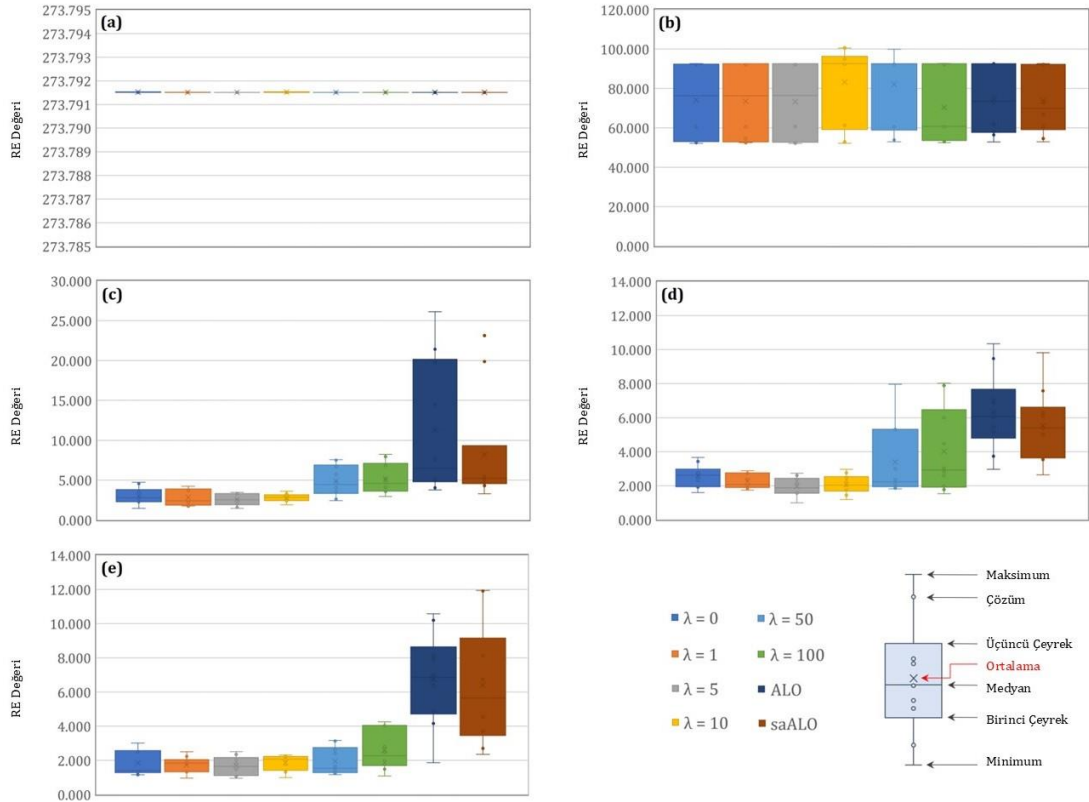 (a)
RE Değeri
273.795
273.794
273.793
273.792
273.791
273.790
273.789
273.788
273.787
273.786
273.785
(b)
RE Değeri
120.000
100.000
80.000
60.000
40.000
20.000
0.000
(c)
RE Değeri
30.000
25.000
20.000
15.000
10.000
5.000
0.000
(d)
RE Değeri
14.000
12.000
10.000
8.000
6.000
4.000
2.000
0.000
(e)
RE Değeri
14.000
12.000
10.000
8.000
6.000
4.000
2.000
0.000
λ = 0
λ = 50
λ = 1
λ = 100
λ = 5
ALO
λ = 10
saALO
Maksimum
Çözüm
Üçüncü Çeyrek
Ortalama
Medyan
Birinci Çeyrek
Minimum